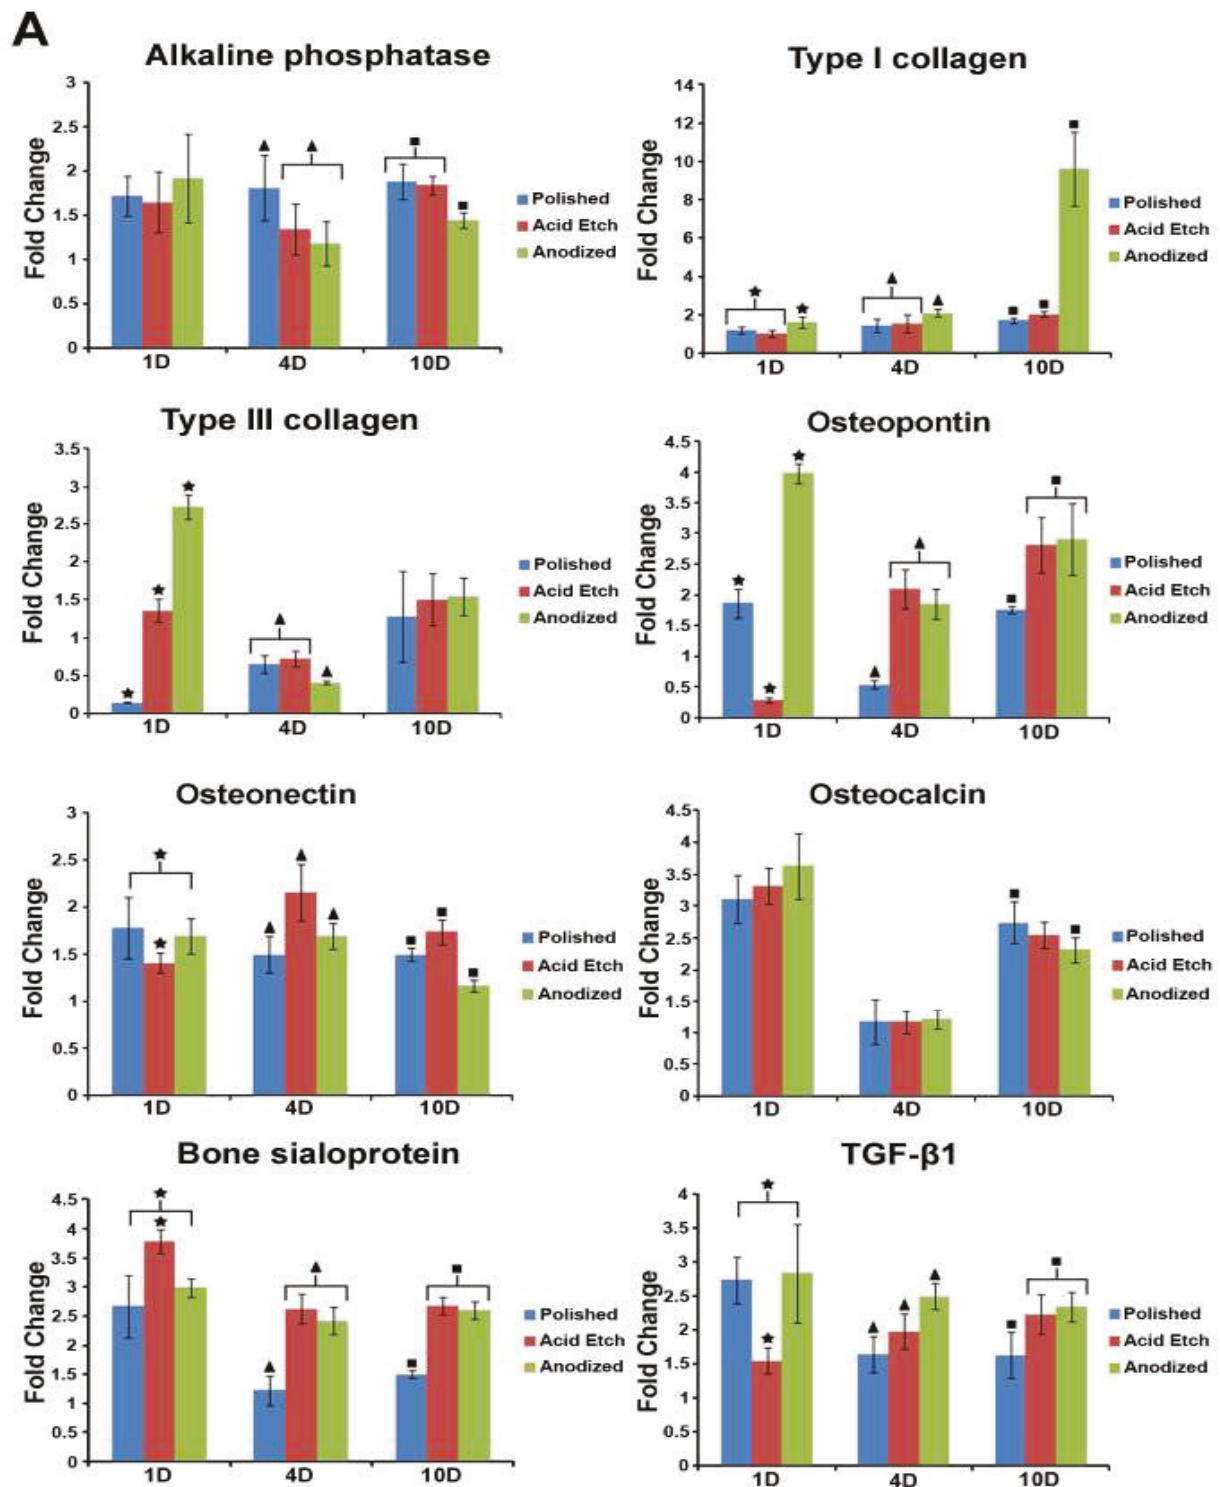 A
Alkaline phosphatase
3
2.5
2
1.5
1
0.5
0
Fold Change
1D 4D 10D
Polished
Acid Etch
Anodized
Type I collagen
14
12
10
8
6
4
2
0
Fold Change
1D 4D 10D
Polished
Acid Etch
Anodized
Type III collagen
3.5
3
2.5
2
1.5
1
0.5
0
Fold Change
1D 4D 10D
Polished
Acid Etch
Anodized
Osteopontin
4.5
4
3.5
3
2.5
2
1.5
1
0.5
0
Fold Change
1D 4D 10D
Polished
Acid Etch
Anodized
Osteonectin
3
2.5
2
1.5
1
0.5
0
Fold Change
1D 4D 10D
Polished
Acid Etch
Anodized
Osteocalcin
4.5
4
3.5
3
2.5
2
1.5
1
0.5
0
Fold Change
1D 4D 10D
Polished
Acid Etch
Anodized
Bone sialoprotein
4.5
4
3.5
3
2.5
2
1.5
1
0.5
0
Fold Change
1D 4D 10D
Polished
Acid Etch
Anodized
TGF-β1
4
3.5
3
2.5
2
1.5
1
0.5
0
Fold Change
1D 4D 10D
Polished
Acid Etch
Anodized